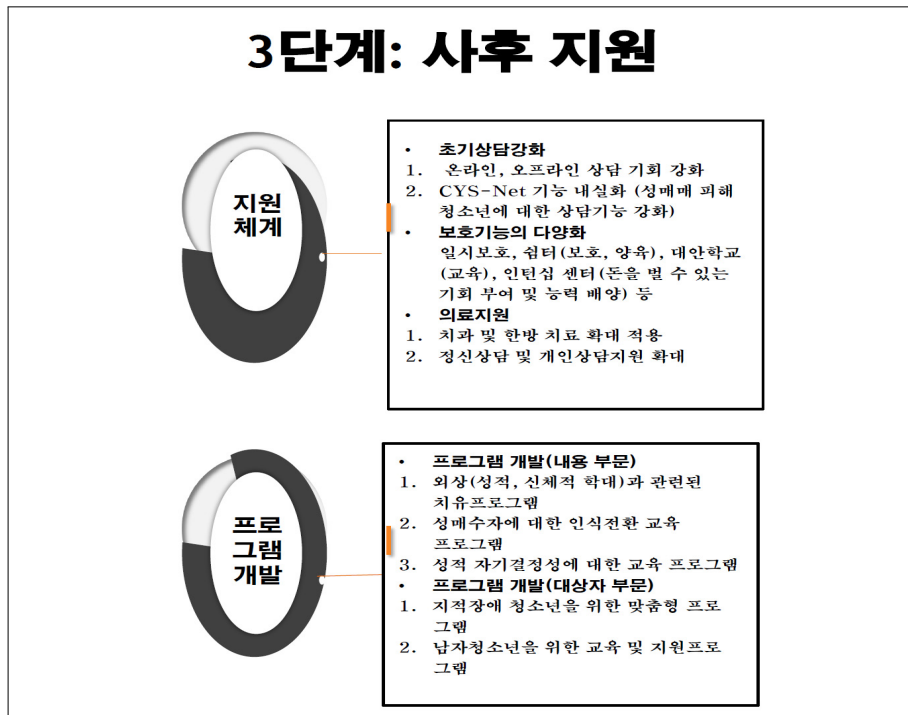 3단계: 사후 지원
지원
체계
• 초기상담강화
1. 온라인, 오프라인 상담 기회 강화
2. CYS-Net 기능 내실화 (성매매 피해
청소년에 대한 상담기능 강화)
• 보호기능의 다양화
일시보호, 쉼터(보호, 양육), 대안학교
(교육), 인턴십 센터(돈을 벌 수 있는
기회 부여 및 능력 배양) 등
• 의료지원
1. 치과 및 한방 치료 확대 적용
2. 정신상담 및 개인상담지원 확대
프로
그램
개발
• 프로그램 개발(내용 부문)
1. 외상(성적, 신체적 학대)과 관련된
치유프로그램
2. 성매수자에 대한 인식전환 교육
프로그램
3. 성적 자기결정성에 대한 교육 프로그램
• 프로그램 개발(대상자 부문)
1. 지적장애 청소년을 위한 맞춤형 프로
그램
2. 남자청소년을 위한 교육 및 지원프로
그램